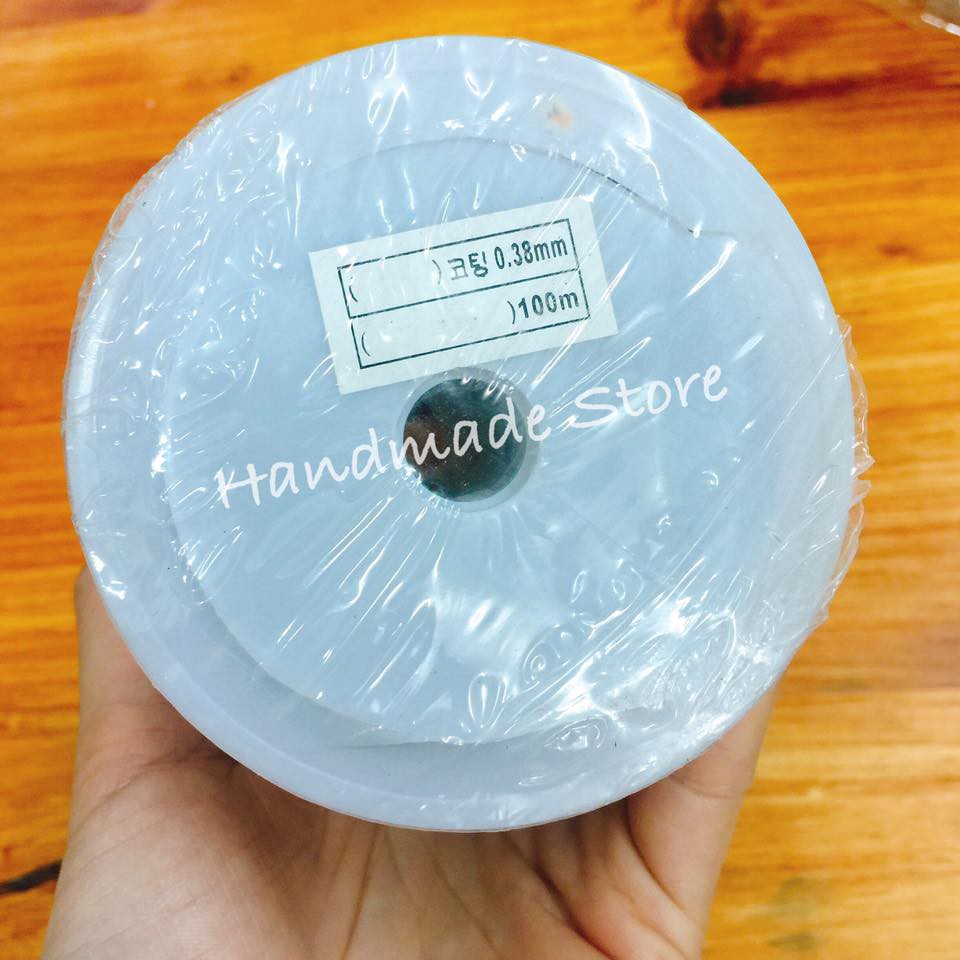 ( )코팅 0.38mm
( )100m
Handmade Store